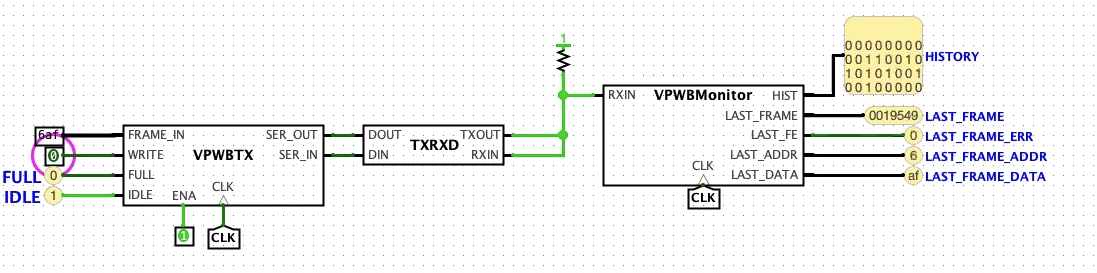 1
00000000
00110010
10101001
00000000
HISTORY
RXIN VPWBMonitor HIST
LAST_FRAME 0019549 LAST_FRAME
6af FRAME_IN SER_OUT DOUT TXOUT LAST_FE 0 LAST_FRAME_ERR
0 WRITE VPWBTX SER_IN DIN TXRXD RXIN LAST_ADDR 6 LAST_FRAME_ADDR
FULL 0 FULL CLK LAST_DATA af LAST_FRAME_DATA
IDLE 1 IDLE ENA CLK CLK
1 CLK